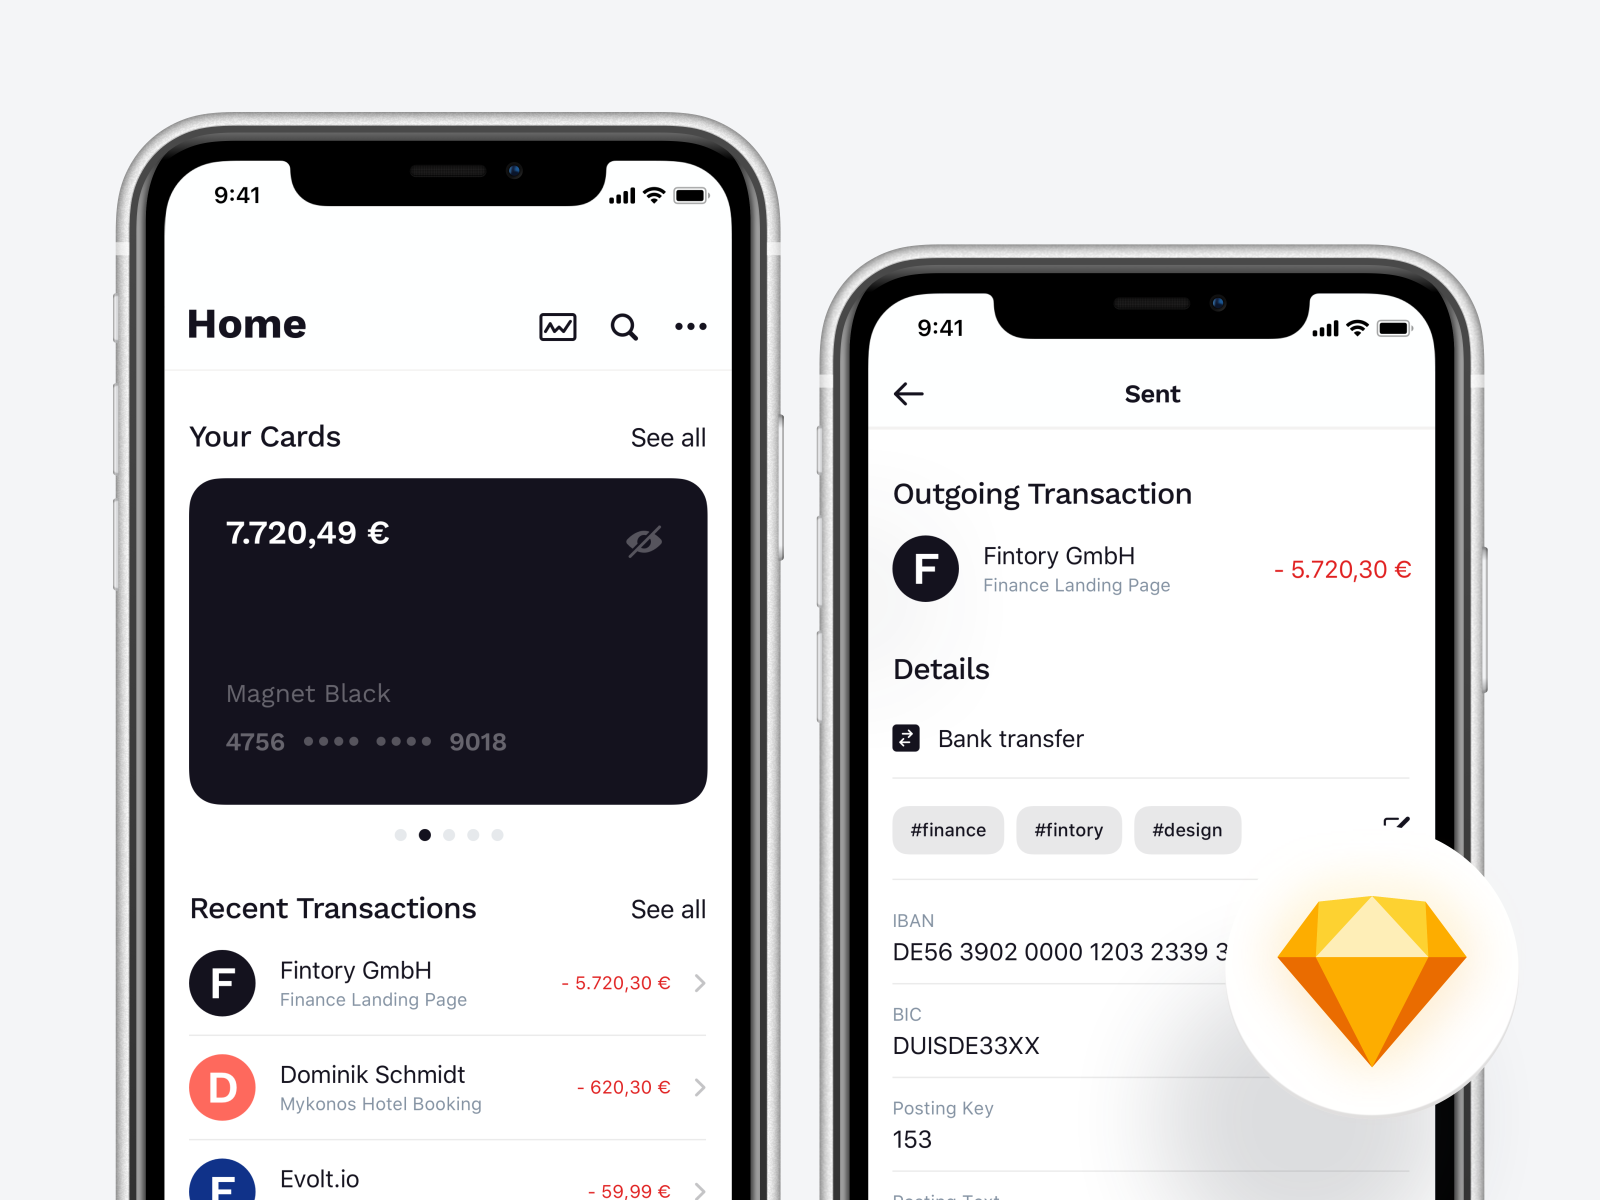 9:41
Home
Your Cards
See all
7.720,49 €
Magnet Black
4756 •••• •••• 9018
Recent Transactions
See all
F
Fintory GmbH
Finance Landing Page
- 5.720,30 €
D
Dominik Schmidt
Mykonos Hotel Booking
- 620,30 €
E
Evolt.io
- 59,99 €
9:41
Sent
Outgoing Transaction
F
Fintory GmbH
Finance Landing Page
- 5.720,30 €
Details
Bank transfer
#finance
#fintory
#design
IBAN
DE56 3902 0000 1203 2339 3
BIC
DUISDE33XX
Posting Key
153
Posting Text